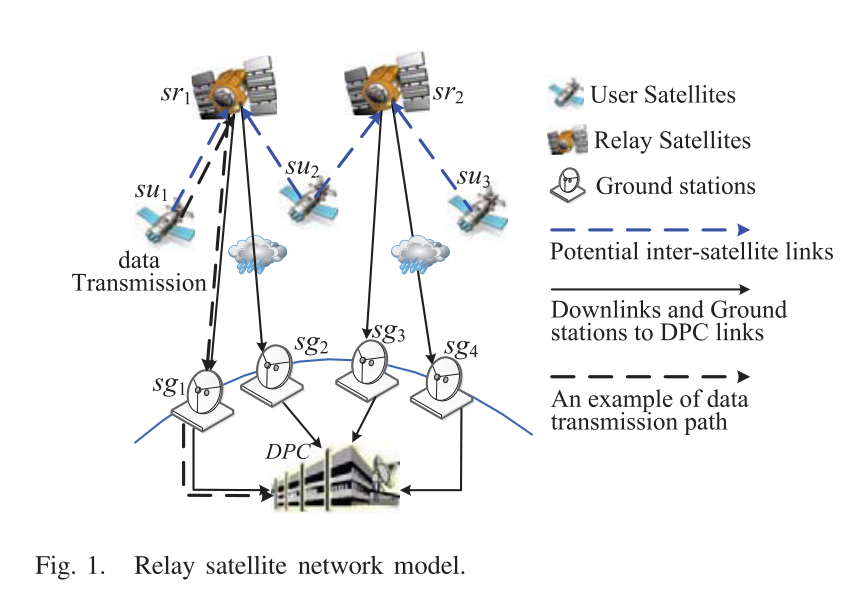 sr1
sr2
User Satellites
Relay Satellites
su1
su2
su3
Ground stations
data
Transmission
Potential inter-satellite links
Downlinks and Ground
stations to DPC links
sg1
sg2
sg3
sg4
An example of data
transmission path
DPC
Fig. 1. Relay satellite network model.